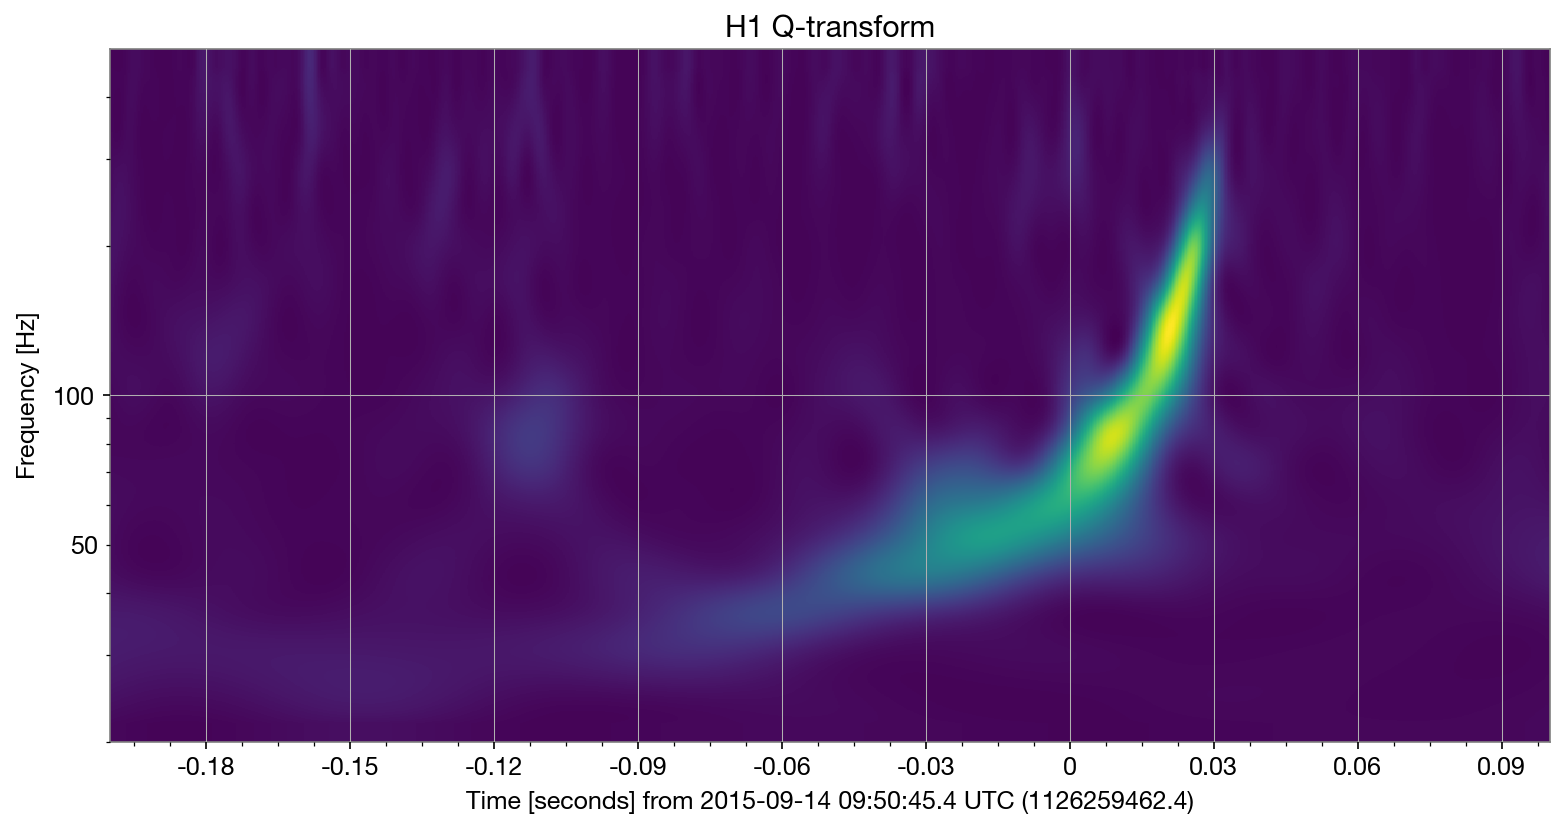 H1 Q-transform
Frequency [Hz]
100
50
-0.18 -0.15 -0.12 -0.09 -0.06 -0.03 0 0.03 0.06 0.09
Time [seconds] from 2015-09-14 09:50:45.4 UTC (1126259462.4)